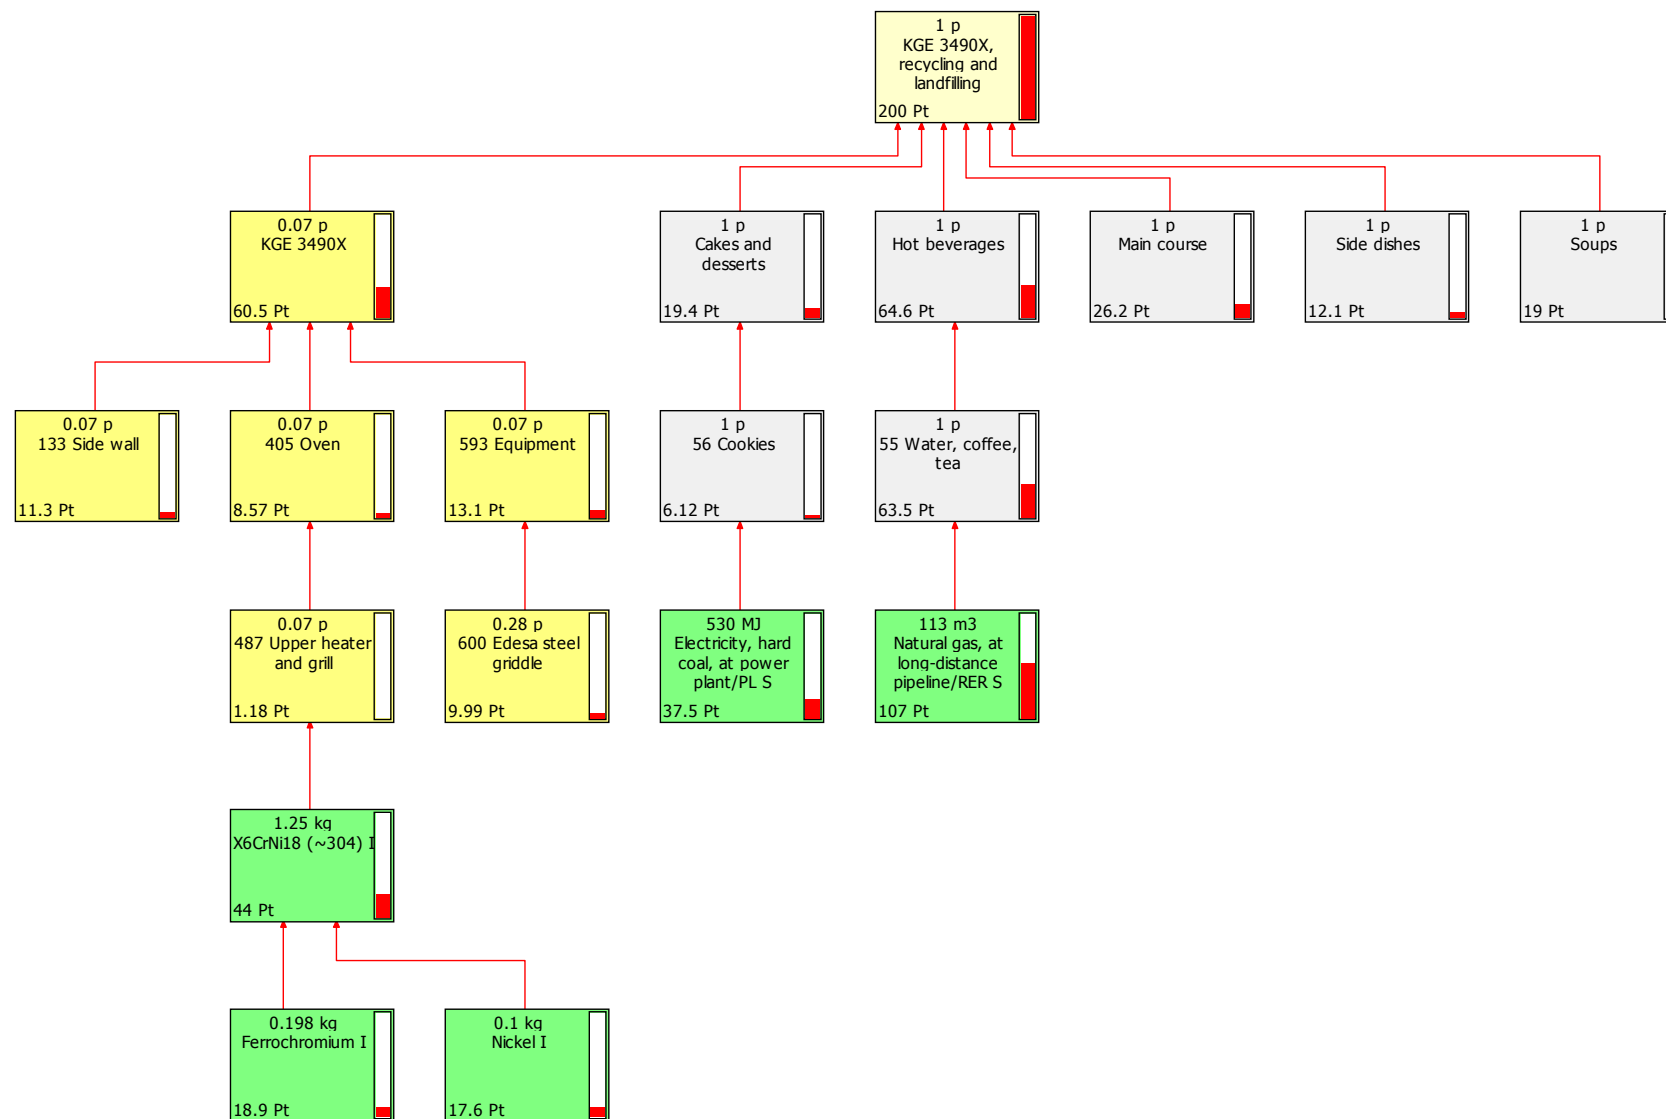 1 p
KGE 3490X,
recycling and
landfilling
200 Pt
0.07 p
KGE 3490X
60.5 Pt
1 p
Cakes and
desserts
19.4 Pt
1 p
Hot beverages
64.6 Pt
1 p
Main course
26.2 Pt
1 p
Side dishes
12.1 Pt
1 p
Soups
19 Pt
0.07 p
133 Side wall
11.3 Pt
0.07 p
405 Oven
8.57 Pt
0.07 p
593 Equipment
13.1 Pt
1 p
56 Cookies
6.12 Pt
1 p
55 Water, coffee,
tea
63.5 Pt
0.07 p
487 Upper heater
and grill
1.18 Pt
0.28 p
600 Edesa steel
griddle
9.99 Pt
530 MJ
Electricity, hard
coal, at power
plant/PL S
37.5 Pt
113 m3
Natural gas, at
long-distance
pipeline/RER S
107 Pt
1.25 kg
X6CrNi18 (~304) I
44 Pt
0.198 kg
Ferrochromium I
18.9 Pt
0.1 kg
Nickel I
17.6 Pt